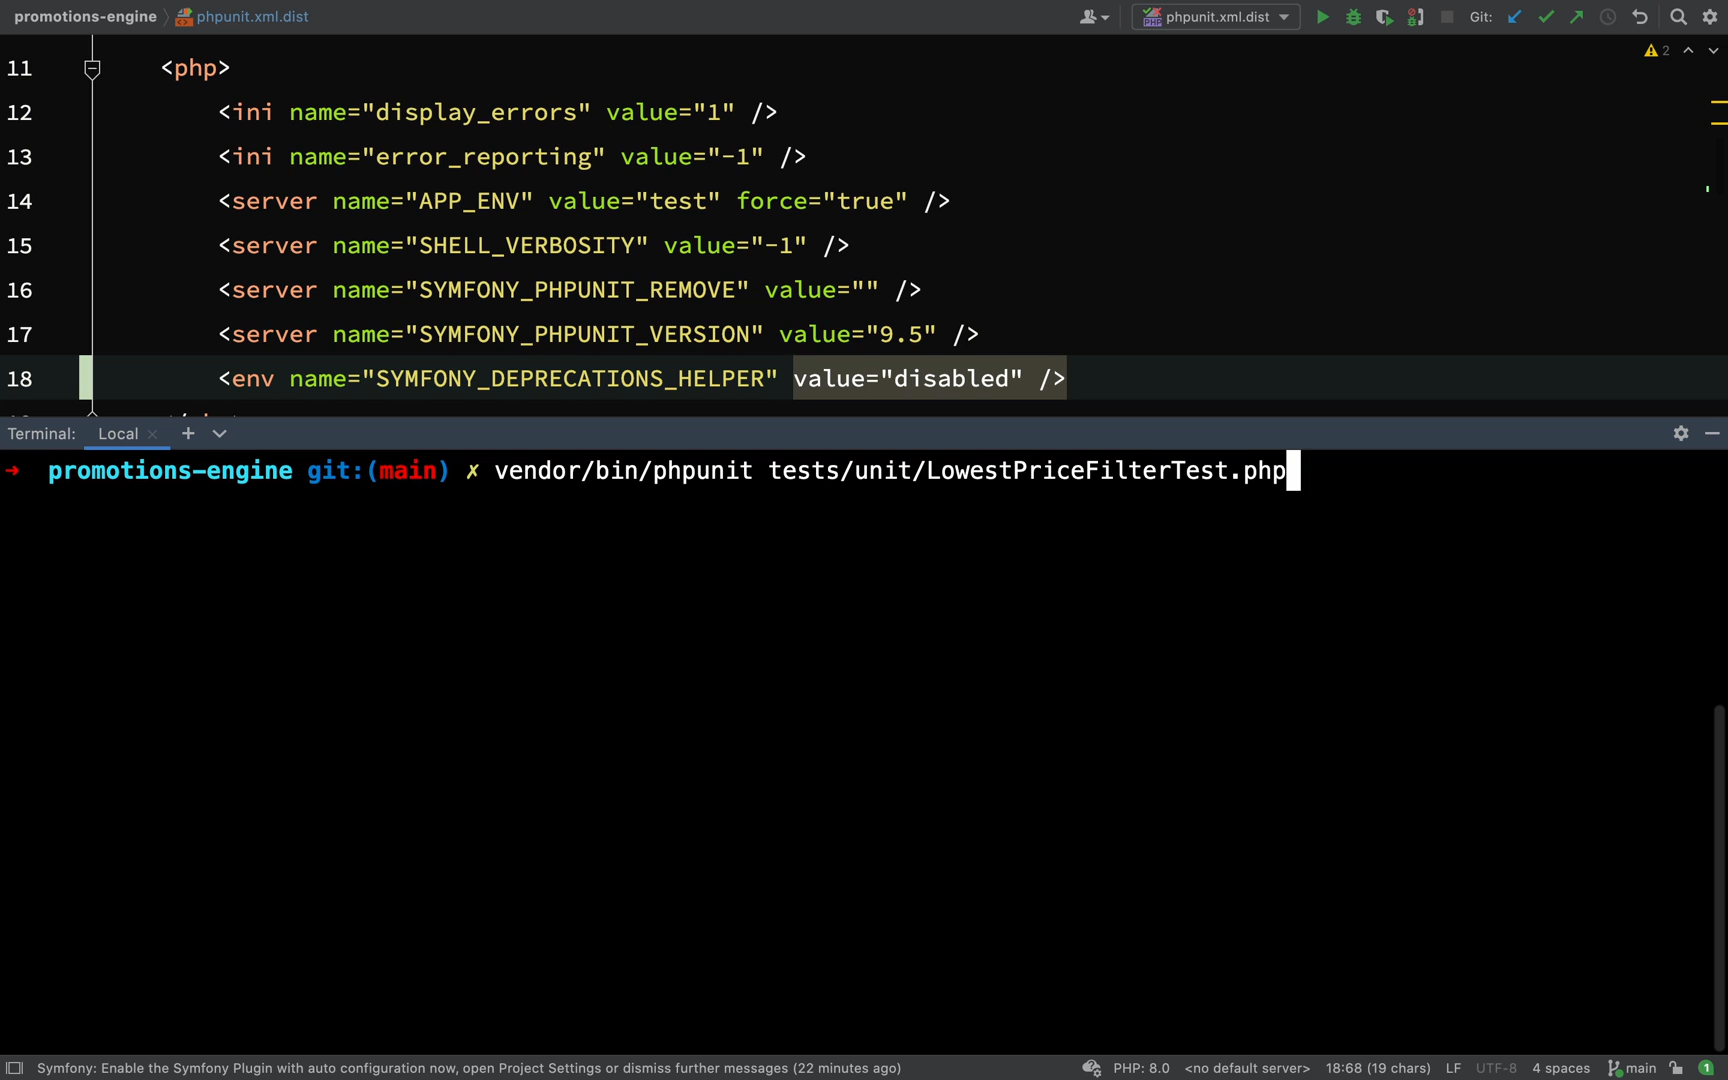 promotions-engine
phpunit.xml.dist
phpunit.xml.dist
Git:
2
11 <php>
12 <ini name="display_errors" value="1" />
13 <ini name="error_reporting" value="-1" />
14 <server name="APP_ENV" value="test" force="true" />
15 <server name="SHELL_VERBOSITY" value="-1" />
16 <server name="SYMFONY_PHPUNIT_REMOVE" value="" />
17 <server name="SYMFONY_PHPUNIT_VERSION" value="9.5" />
18 <env name="SYMFONY_DEPRECATIONS_HELPER" value="disabled" />
Terminal: Local × +
➜ promotions-engine git:(main) ✗ vendor/bin/phpunit tests/unit/LowestPriceFilterTest.php
Symfony: Enable the Symfony Plugin with auto configuration now, open Project Settings or dismiss further messages (22 minutes ago)
PHP: 8.0 <no default server> 18:68 (19 chars) LF UTF-8 4 spaces main 1